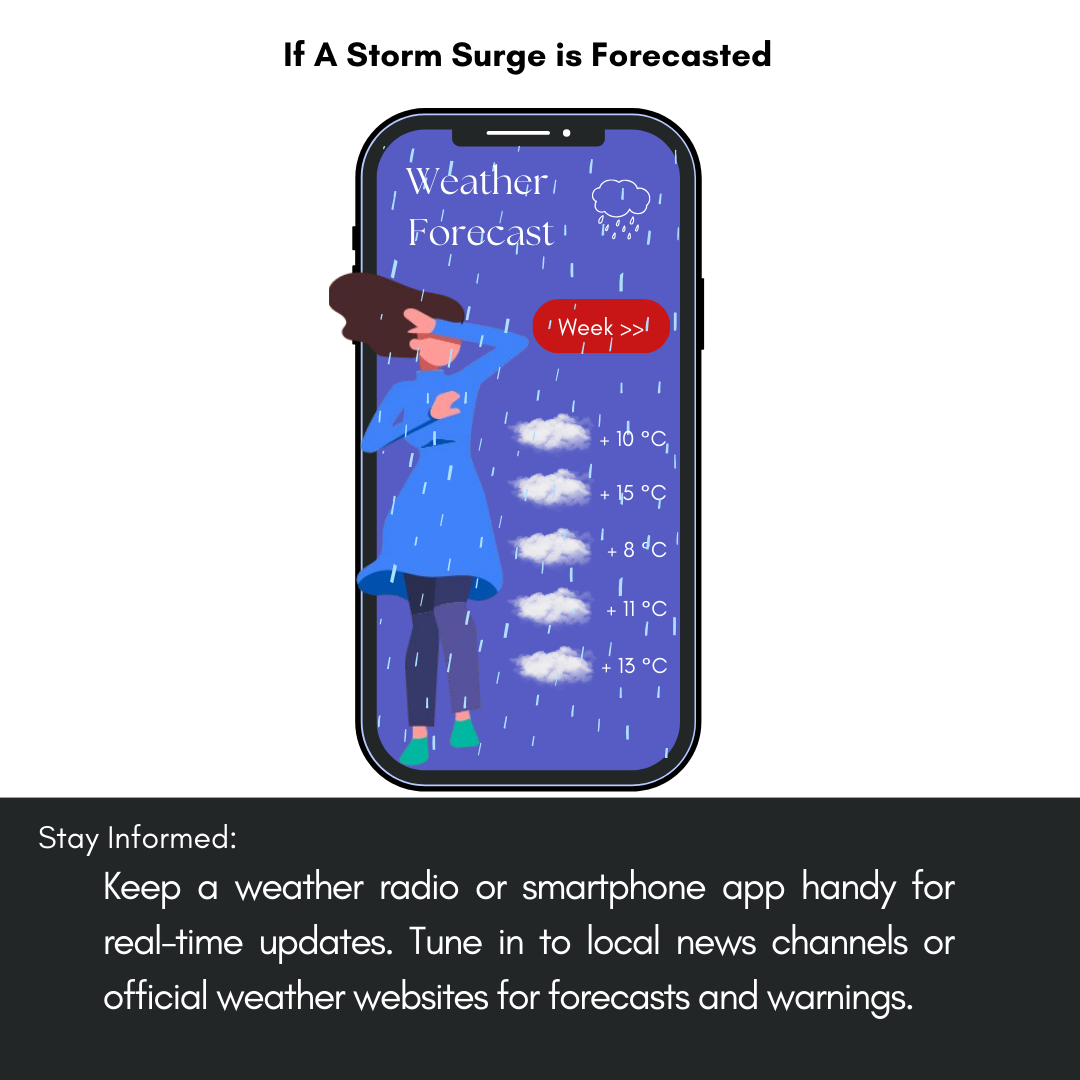 If A Storm Surge is Forecasted
Weather
Forecast
Week >>
+ 10 °C
+ 15 °C
+ 8 °C
+ 11 °C
+ 13 °C
Stay Informed:
Keep a weather radio or smartphone app handy for
real-time updates. Tune in to local news channels or
official weather websites for forecasts and warnings.